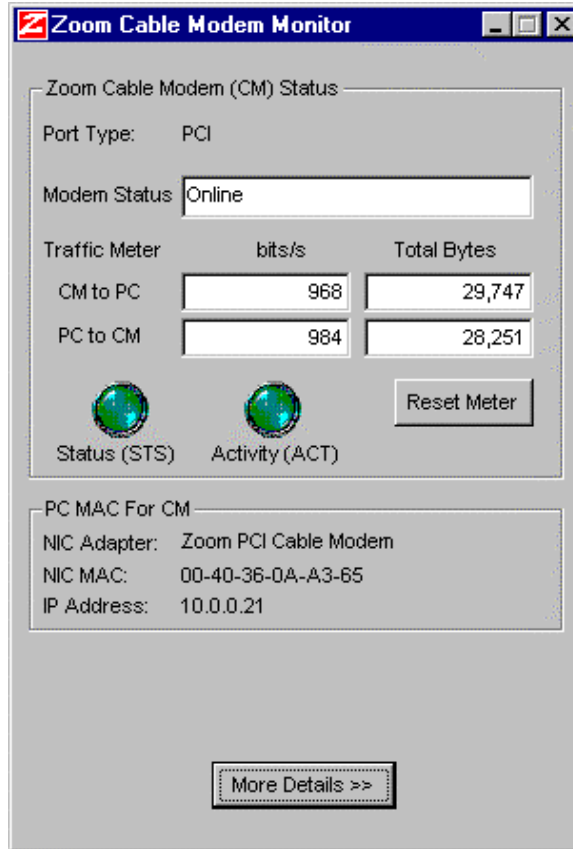 Z Zoom Cable Modem Monitor
Zoom Cable Modem (CM) Status
Port Type: PCI
Modem Status Online
Traffic Meter bits/s Total Bytes
CM to PC 968 29,747
PC to CM 984 28,251
Reset Meter
Status (STS) Activity (ACT)
PC MAC For CM
NIC Adapter: Zoom PCI Cable Modem
NIC MAC: 00-40-36-0A-A3-65
IP Address: 10.0.0.21
More Details >>